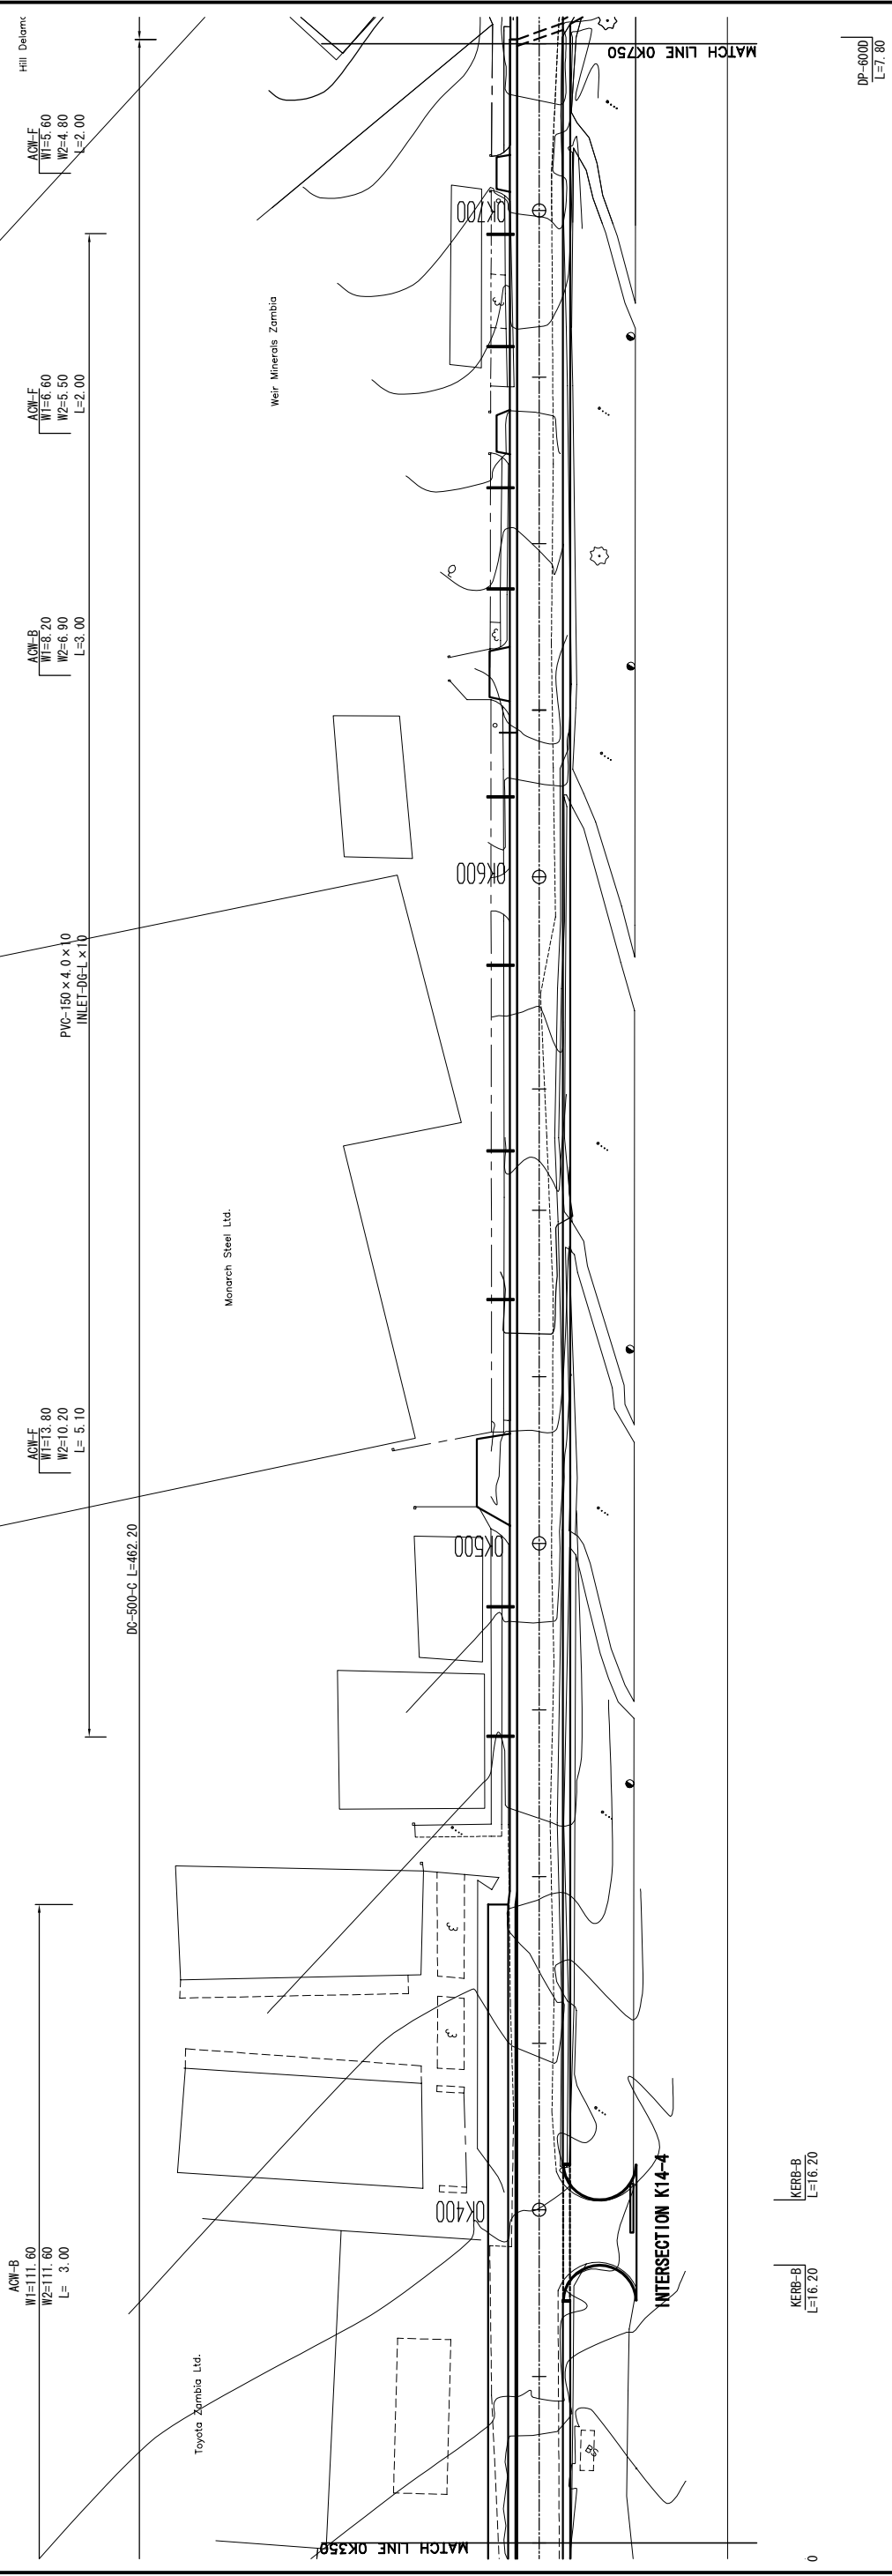 Hill Delamo
ACW-F
W1=5.60
W2=4.80
L=2.00
MATCH LINE 0K750
DP-600D
L=7.80
0K700
Weir Minerals Zambia
ACW-F
W1=6.60
W2=5.50
L=2.00
ACW-B
W1=8.20
W2=6.90
L=3.00
0K600
PVC-150×4.0×10
INLET-DG-L×10
Monarch Steel Ltd.
ACW-F
W1=13.80
W2=10.20
L= 5.10
DC-500-C L=462.20
0K500
ACW-B
W1=111.60
W2=111.60
L= 3.00
0K400
INTERSECTION K14-4
KERB-B
L=16.20
KERB-B
L=16.20
Toyota Zambia Ltd.
BS
MATCH LINE 0K350
0